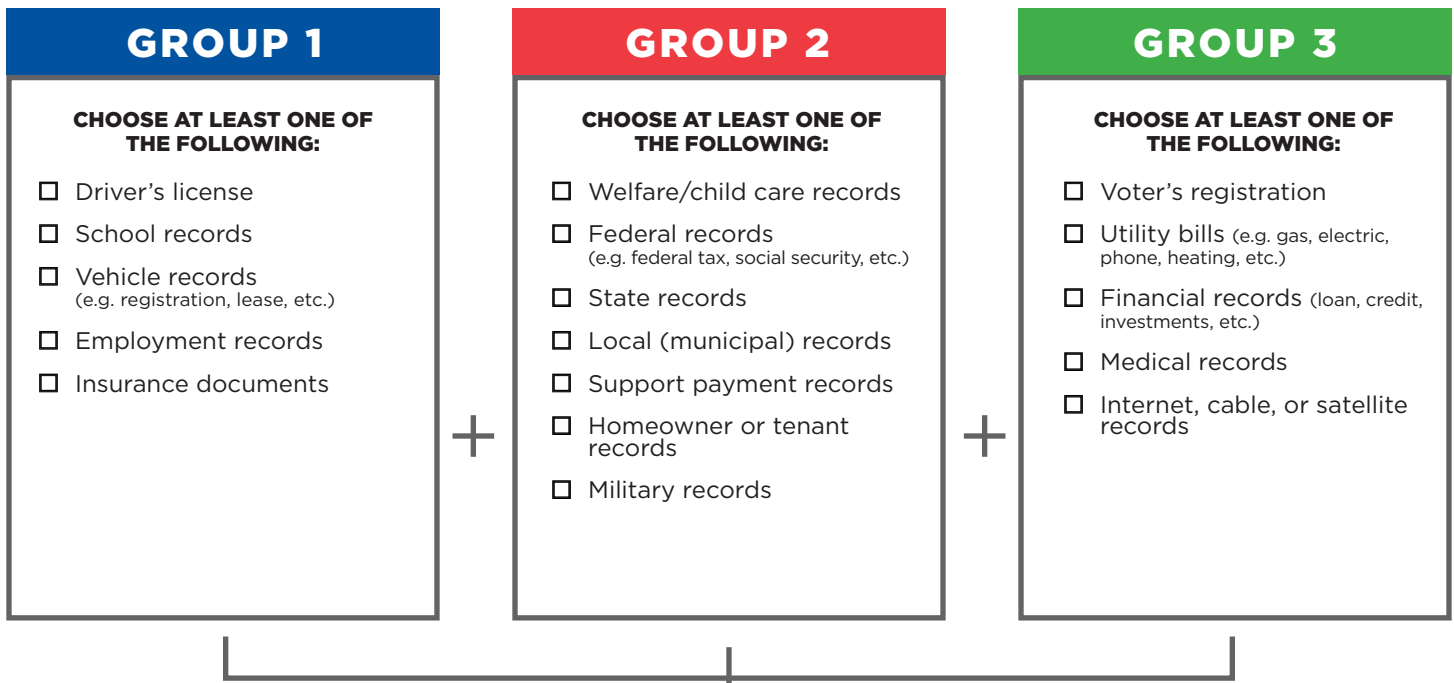 GROUP 1
CHOOSE AT LEAST ONE OF
THE FOLLOWING:
Driver’s license
School records
Vehicle records
(e.g. registration, lease, etc.)
Employment records
Insurance documents
+
GROUP 2
CHOOSE AT LEAST ONE OF
THE FOLLOWING:
Welfare/child care records
Federal records
(e.g. federal tax, social security, etc.)
State records
Local (municipal) records
Support payment records
Homeowner or tenant
records
Military records
+
GROUP 3
CHOOSE AT LEAST ONE OF
THE FOLLOWING:
Voter’s registration
Utility bills (e.g. gas, electric,
phone, heating, etc.)
Financial records (loan, credit,
investments, etc.)
Medical records
Internet, cable, or satellite
records